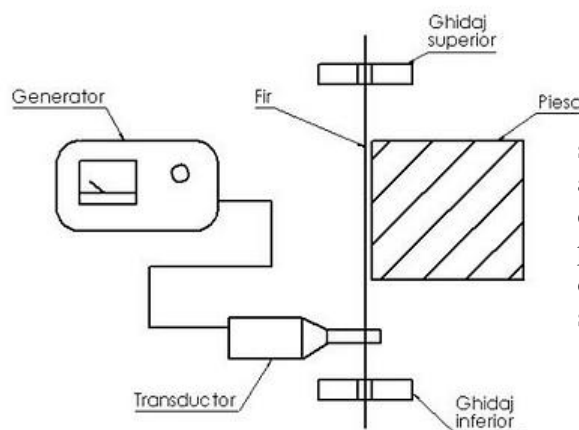 Ghidaj
superior
Generator
Fir
Transductor
Ghidaj
inferior